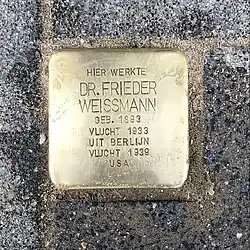 HIER WERKTE
DR. FRIEDER
WEISSMANN
GEB. 1893
VLUCHT 1933
UIT BERLIJN
VLUCHT 1939
USA